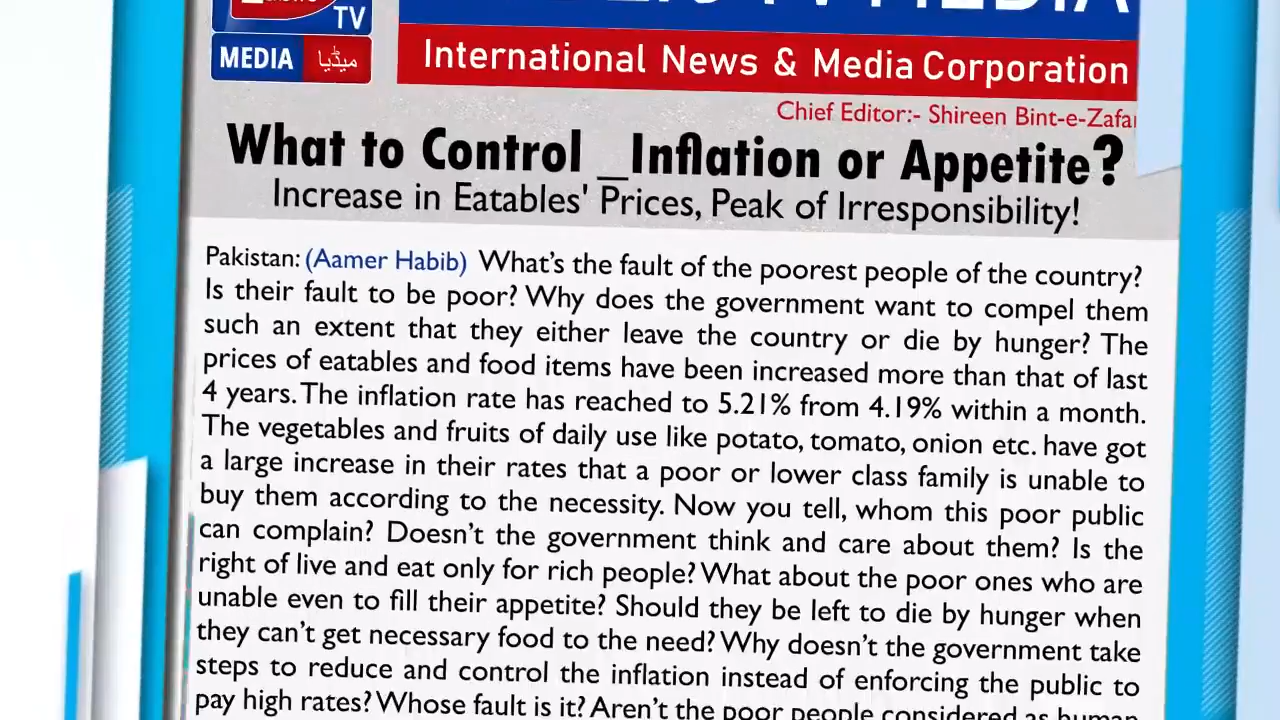 TV
MEDIA میڈیا
International News & Media Corporation
Chief Editor:- Shireen Bint-e-Zafar
What to Control _Inflation or Appetite?
Increase in Eatables' Prices, Peak of Irresponsibility!
Pakistan: (Aamer Habib) What's the fault of the poorest people of the country?
Is their fault to be poor? Why does the government want to compel them
such an extent that they either leave the country or die by hunger? The
prices of eatables and food items have been increased more than that of last
4 years. The inflation rate has reached to 5.21% from 4.19% within a month.
The vegetables and fruits of daily use like potato, tomato, onion etc. have got
a large increase in their rates that a poor or lower class family is unable to
buy them according to the necessity. Now you tell, whom this poor public
can complain? Doesn't the government think and care about them? Is the
right of live and eat only for rich people? What about the poor ones who are
unable even to fill their appetite? Should they be left to die by hunger when
they can't get necessary food to the need? Why doesn't the government take
steps to reduce and control the inflation instead of enforcing the public to
pay high rates? Whose fault is it? Aren't the poor people considered as human